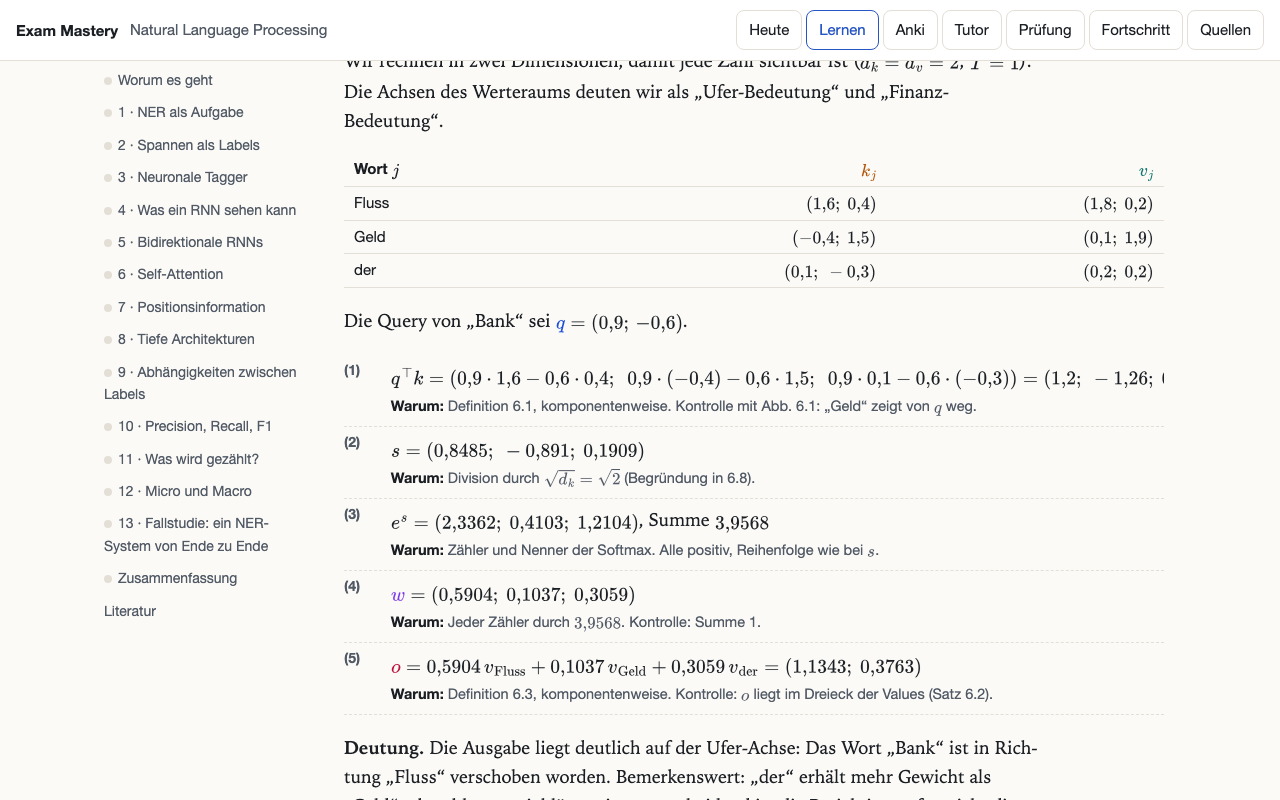 Exam Mastery Natural Language Processing Heute Lernen Anki Tutor Prüfung Fortschritt Quellen
Worum es geht
1 · NER als Aufgabe
2 · Spannen als Labels
3 · Neuronale Tagger
4 · Was ein RNN sehen kann
5 · Bidirektionale RNNs
6 · Self-Attention
7 · Positionsinformation
8 · Tiefe Architekturen
9 · Abhängigkeiten zwischen
Labels
10 · Precision, Recall, F1
11 · Was wird gezählt?
12 · Micro und Macro
13 · Fallstudie: ein NER-
System von Ende zu Ende
Zusammenfassung
Literatur
Wir rechnen in zwei Dimensionen, damit jede Zahl sichtbar ist (d_k = d_v = 2, T = 1).
Die Achsen des Werteraums deuten wir als „Ufer-Bedeutung“ und „Finanz-
Bedeutung“.
Wort j k_j v_j
Fluss (1,6; 0,4) (1,8; 0,2)
Geld (−0,4; 1,5) (0,1; 1,9)
der (0,1; −0,3) (0,2; 0,2)
Die Query von „Bank“ sei q = (0,9; −0,6).
(1) q⊤k = (0,9 · 1,6 − 0,6 · 0,4; 0,9 · (−0,4) − 0,6 · 1,5; 0,9 · 0,1 − 0,6 · (−0,3)) = (1,2; −1,26;
Warum: Definition 6.1, komponentenweise. Kontrolle mit Abb. 6.1: „Geld“ zeigt von q weg.
(2) s = (0,8485; −0,891; 0,1909)
Warum: Division durch √d_k = √2 (Begründung in 6.8).
(3) e^s = (2,3362; 0,4103; 1,2104), Summe 3,9568
Warum: Zähler und Nenner der Softmax. Alle positiv, Reihenfolge wie bei s.
(4) w = (0,5904; 0,1037; 0,3059)
Warum: Jeder Zähler durch 3,9568. Kontrolle: Summe 1.
(5) o = 0,5904 v_Fluss + 0,1037 v_Geld + 0,3059 v_der = (1,1343; 0,3763)
Warum: Definition 6.3, komponentenweise. Kontrolle: o liegt im Dreieck der Values (Satz 6.2).
Deutung. Die Ausgabe liegt deutlich auf der Ufer-Achse: Das Wort „Bank“ ist in Rich-
tung „Fluss“ verschoben worden. Bemerkenswert: „der“ erhält mehr Gewicht als